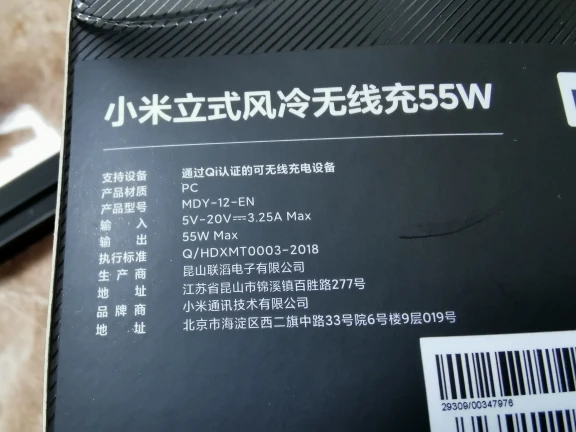 小米立式风冷无线充55W
支持设备 通过Qi认证的可无线充电设备
产品材质 PC
产品型号 MDY-12-EN
输入 5V-20V⎓3.25A Max
输出 55W Max
执行标准 Q/HDXMT0003-2018
生产商 昆山联滔电子有限公司
地址 江苏省昆山市锦溪镇百胜路277号
品牌商 小米通讯技术有限公司
地址 北京市海淀区西二旗中路33号院6号楼9层019号
29309/00347976